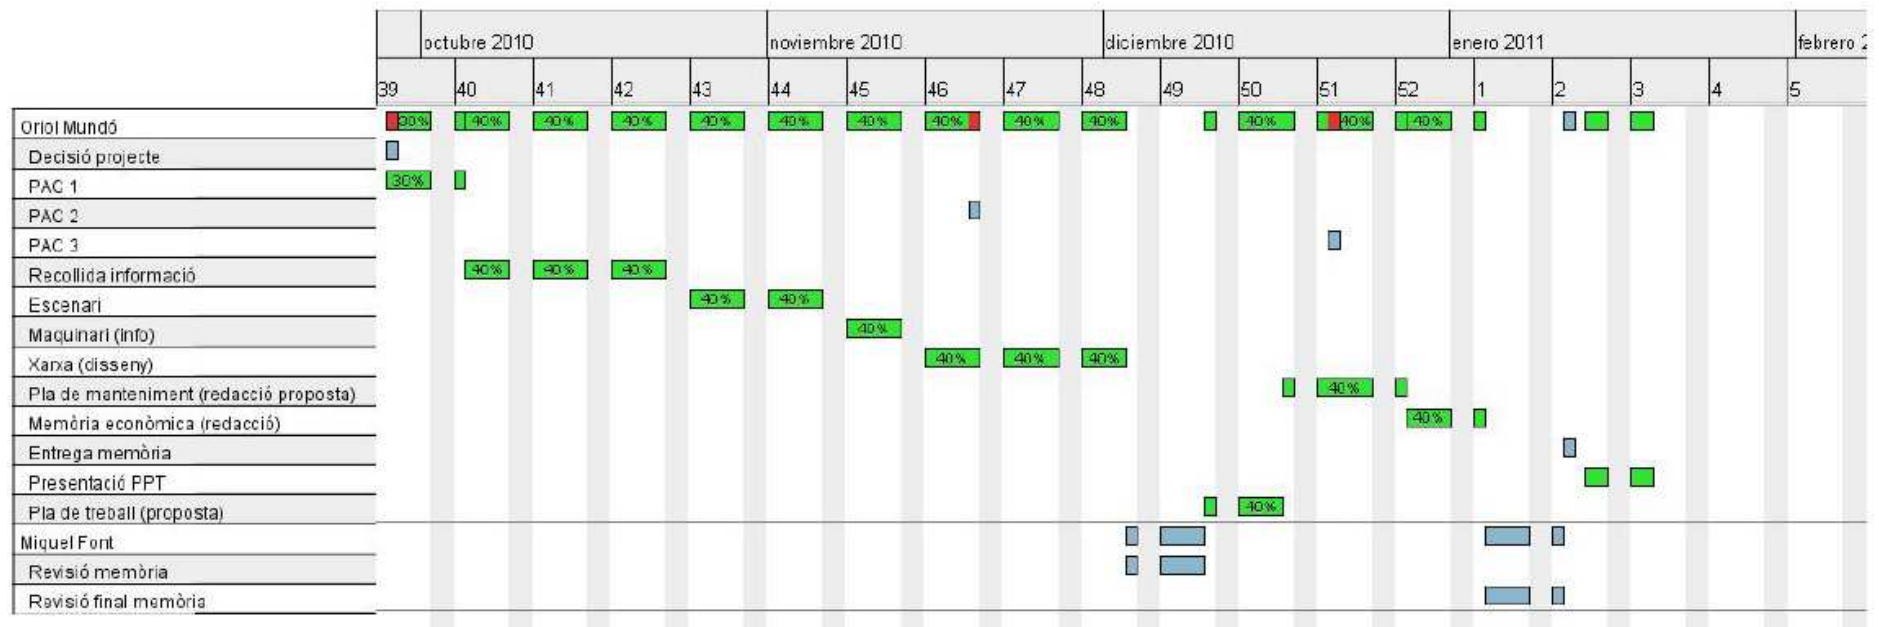 octubre 2010 noviembre 2010 diciembre 2010 enero 2011 febrero 2
39 40 41 42 43 44 45 46 47 48 49 50 51 52 1 2 3 4 5
Oriol Mundó 30% 40% 40% 40% 40% 40% 40% 40% 40% 40% 40% 40% 40%
Decisió projecte
PAC 1 30%
PAC 2
PAC 3
Recollida informació 40% 40% 40%
Escenari 40% 40%
Maquinari (info) 40%
Xarxa (disseny) 40% 40% 40%
Pla de manteniment (redacció proposta) 40%
Memòria econòmica (redacció) 40%
Entrega memòria
Presentació PPT
Pla de treball (proposta) 40%
Miquel Font
Revisió memòria
Revisió final memòria